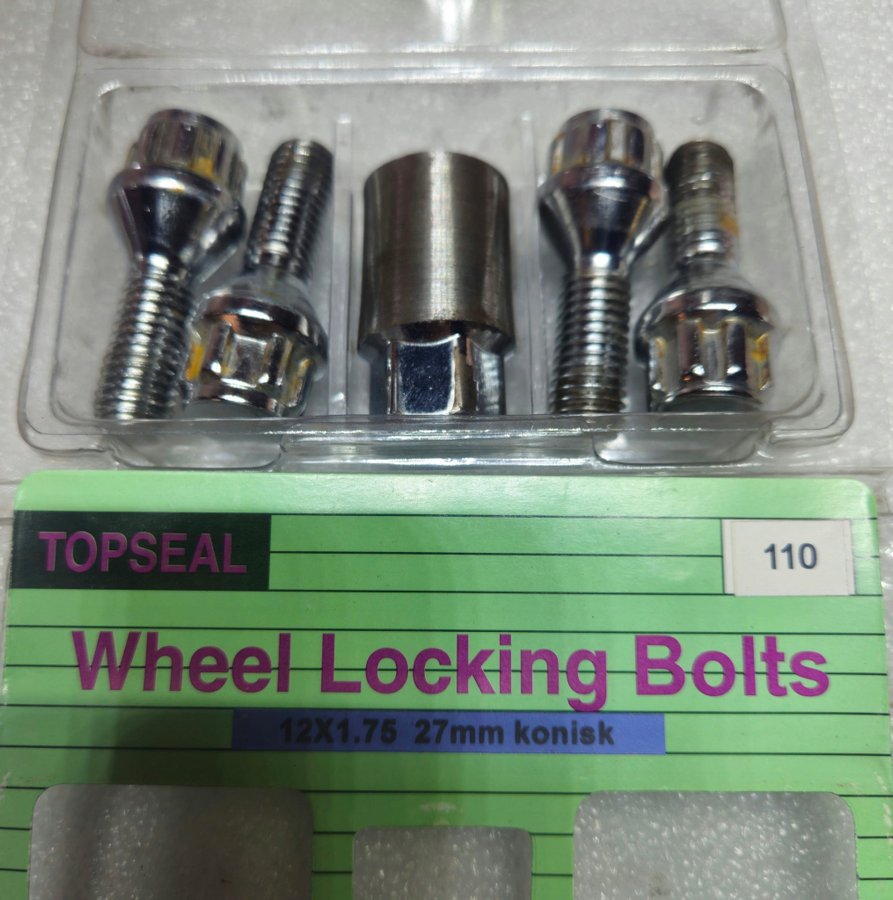 TOPSEAL
110
Wheel Locking Bolts
12X1.75 27mm konisk